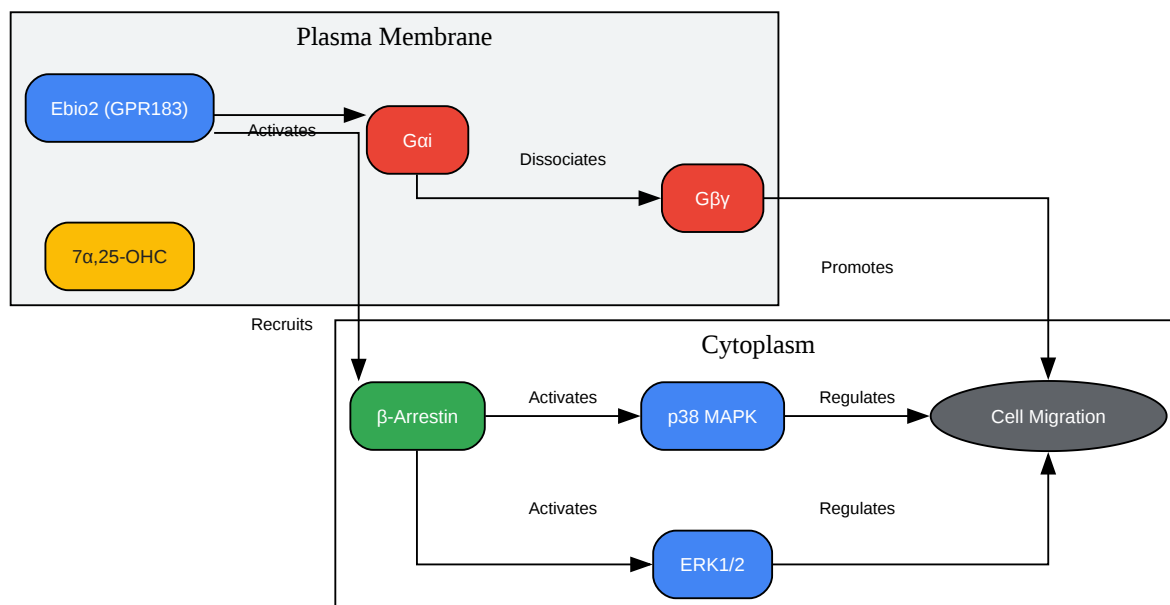 Plasma Membrane
Ebio2 (GPR183)
Activates
Gαi
Dissociates
Gβγ
7α,25-OHC
Promotes
Recruits
Cytoplasm
β-Arrestin
Activates
p38 MAPK
Regulates
Cell Migration
Activates
Regulates
ERK1/2